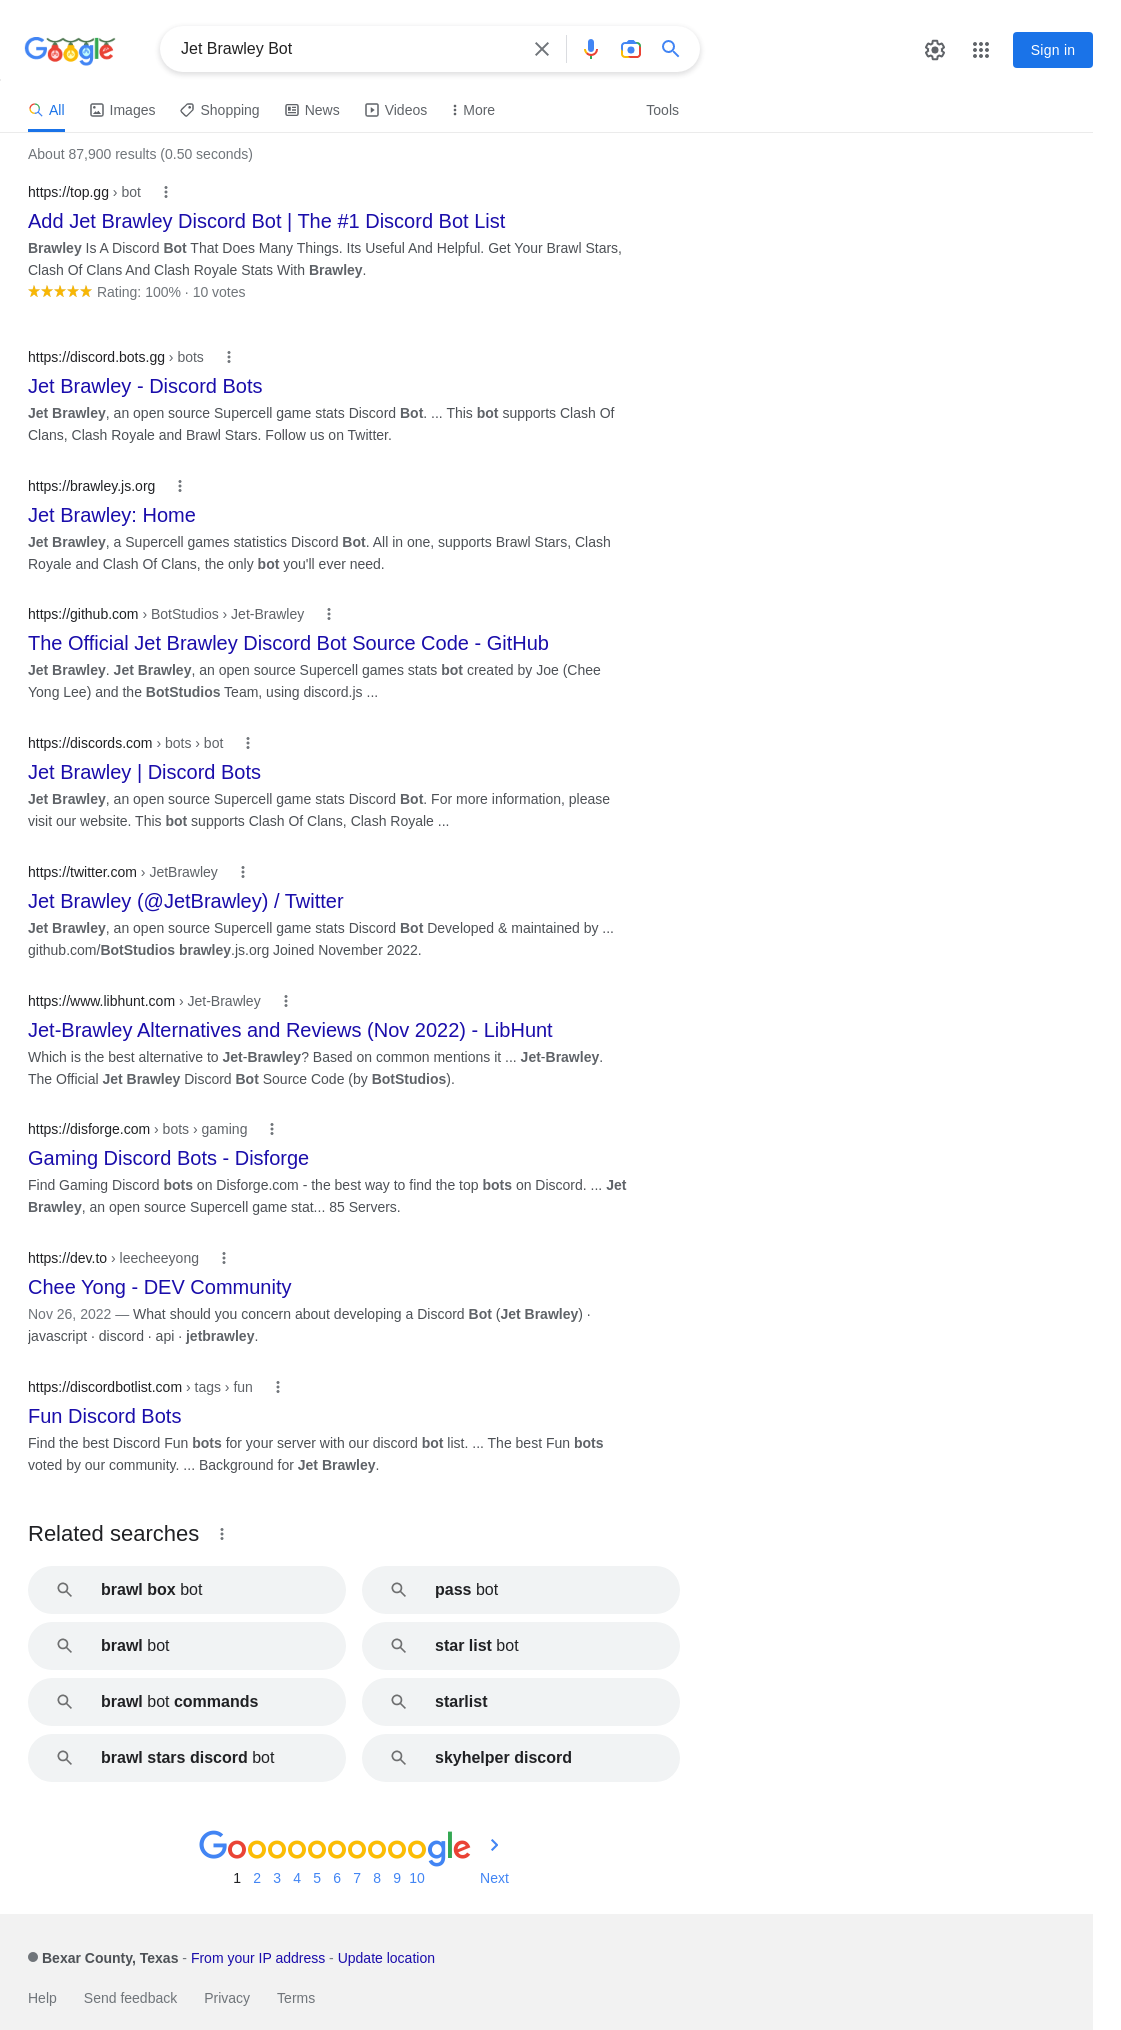 Google
Jet Brawley Bot
Sign in
All
Images
Shopping
News
Videos
More
Tools
About 87,900 results (0.50 seconds)
https://top.gg › bot
Add Jet Brawley Discord Bot | The #1 Discord Bot List
Brawley Is A Discord Bot That Does Many Things. Its Useful And Helpful. Get Your Brawl Stars,
Clash Of Clans And Clash Royale Stats With Brawley.
Rating: 100% · 10 votes
https://discord.bots.gg › bots
Jet Brawley - Discord Bots
Jet Brawley, an open source Supercell game stats Discord Bot. ... This bot supports Clash Of
Clans, Clash Royale and Brawl Stars. Follow us on Twitter.
https://brawley.js.org
Jet Brawley: Home
Jet Brawley, a Supercell games statistics Discord Bot. All in one, supports Brawl Stars, Clash
Royale and Clash Of Clans, the only bot you'll ever need.
https://github.com › BotStudios › Jet-Brawley
The Official Jet Brawley Discord Bot Source Code - GitHub
Jet Brawley. Jet Brawley, an open source Supercell games stats bot created by Joe (Chee
Yong Lee) and the BotStudios Team, using discord.js ...
https://discords.com › bots › bot
Jet Brawley | Discord Bots
Jet Brawley, an open source Supercell game stats Discord Bot. For more information, please
visit our website. This bot supports Clash Of Clans, Clash Royale ...
https://twitter.com › JetBrawley
Jet Brawley (@JetBrawley) / Twitter
Jet Brawley, an open source Supercell game stats Discord Bot Developed & maintained by ...
github.com/BotStudios brawley.js.org Joined November 2022.
https://www.libhunt.com › Jet-Brawley
Jet-Brawley Alternatives and Reviews (Nov 2022) - LibHunt
Which is the best alternative to Jet-Brawley? Based on common mentions it ... Jet-Brawley.
The Official Jet Brawley Discord Bot Source Code (by BotStudios).
https://disforge.com › bots › gaming
Gaming Discord Bots - Disforge
Find Gaming Discord bots on Disforge.com - the best way to find the top bots on Discord. ... Jet
Brawley, an open source Supercell game stat... 85 Servers.
https://dev.to › leecheeyong
Chee Yong - DEV Community
Nov 26, 2022 — What should you concern about developing a Discord Bot (Jet Brawley) ·
javascript · discord · api · jetbrawley.
https://discordbotlist.com › tags › fun
Fun Discord Bots
Find the best Discord Fun bots for your server with our discord bot list. ... The best Fun bots
voted by our community. ... Background for Jet Brawley.
Related searches
brawl box bot
pass bot
brawl bot
star list bot
brawl bot commands
starlist
brawl stars discord bot
skyhelper discord
Goooooooooogle
1 2 3 4 5 6 7 8 9 10 Next
Bexar County, Texas - From your IP address - Update location
Help Send feedback Privacy Terms